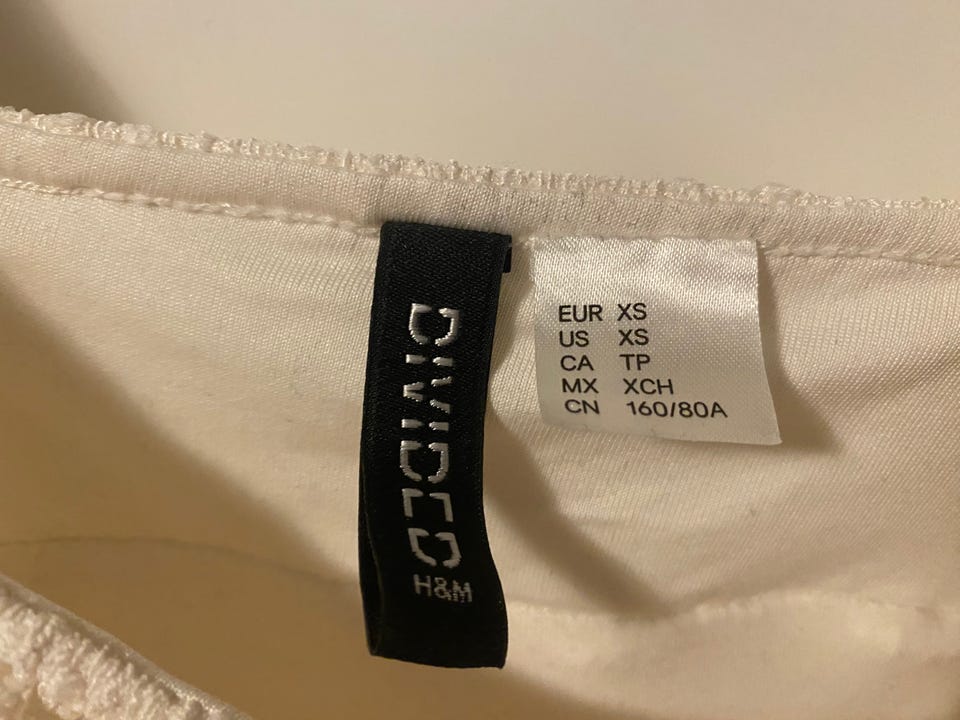 DIVIDED
H&M
EUR XS
US XS
CA TP
MX XCH
CN 160/80A